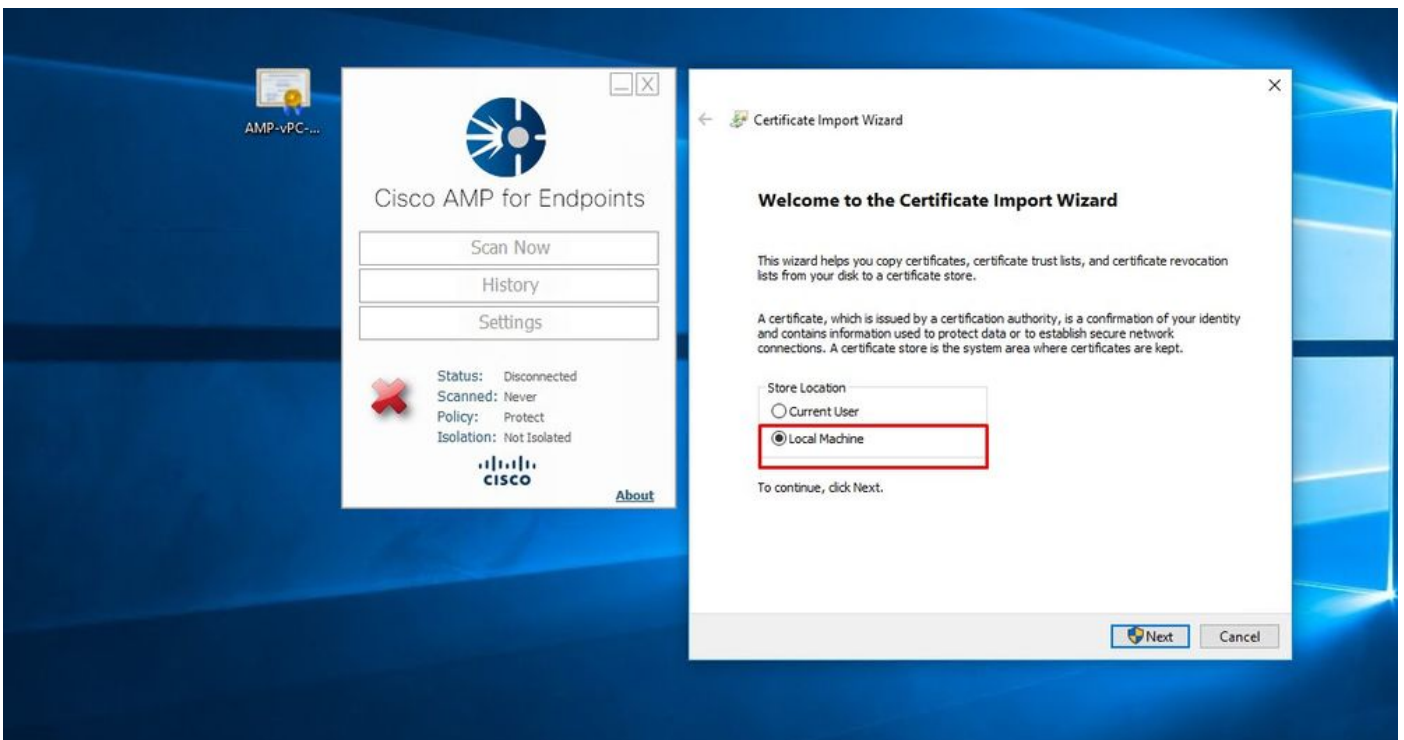 AMP-vPC-...
Cisco AMP for Endpoints
Scan Now
History
Settings
Status: Disconnected
Scanned: Never
Policy: Protect
Isolation: Not Isolated
CISCO
About
Certificate Import Wizard
Welcome to the Certificate Import Wizard
This wizard helps you copy certificates, certificate trust lists, and certificate revocation
lists from your disk to a certificate store.
A certificate, which is issued by a certification authority, is a confirmation of your identity
and contains information used to protect data or to establish secure network
connections. A certificate store is the system area where certificates are kept.
Store Location
Current User
Local Machine
To continue, click Next.
Next
Cancel